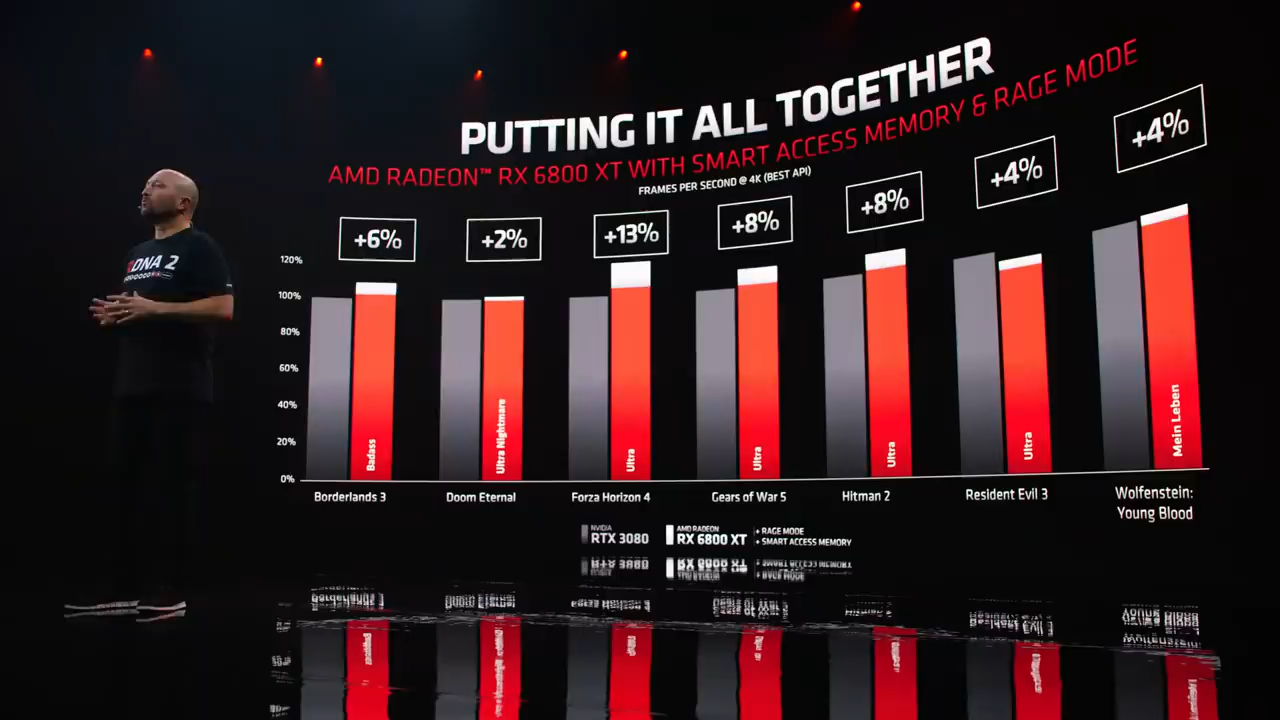 PUTTING IT ALL TOGETHER
AMD RADEON™ RX 6800 XT WITH SMART ACCESS MEMORY & RAGE MODE
FRAMES PER SECOND @ 4K (BEST API)
+6%
+2%
+13%
+8%
+8%
+4%
+4%
DNA 2
120%
100%
80%
60%
40%
20%
0%
Badass
Ultra Nightmare
Ultra
Ultra
Ultra
Ultra
Mein Leben
Borderlands 3
Doom Eternal
Forza Horizon 4
Gears of War 5
Hitman 2
Resident Evil 3
Wolfenstein:
Young Blood
NVIDIA
RTX 3080
AMD RADEON
RX 6800 XT
+ RAGE MODE
+ SMART ACCESS MEMORY